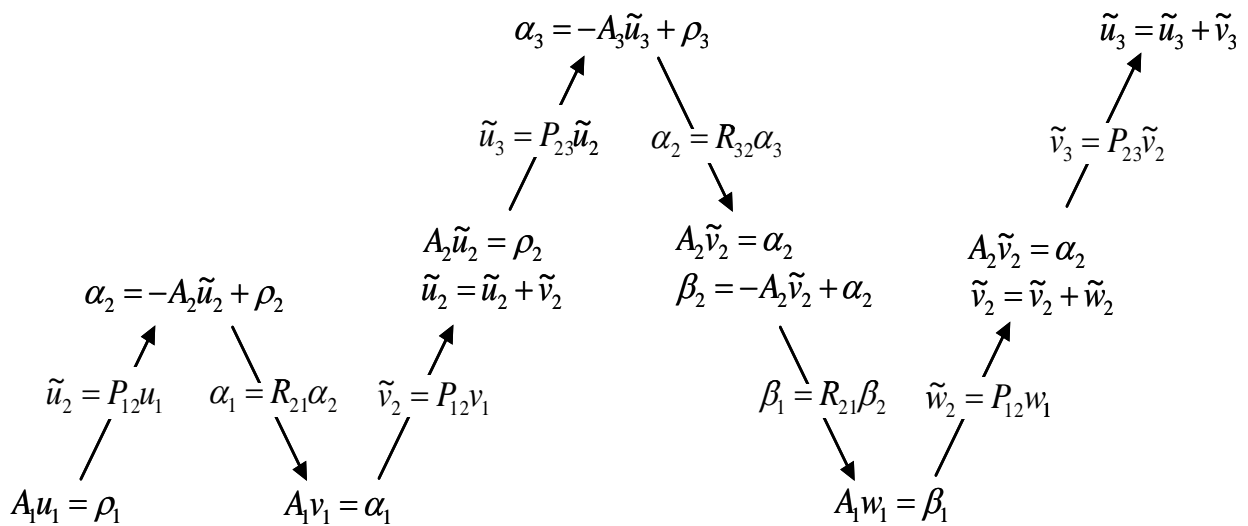 A₁u₁ = ρ₁
ũ₂ = P₁₂u₁
α₂ = -A₂ũ₂ + ρ₂
α₁ = R₂₁α₂
A₁v₁ = α₁
ṽ₂ = P₁₂v₁
A₂ũ₂ = ρ₂
ũ₂ = ũ₂ + ṽ₂
ũ₃ = P₂₃ũ₂
α₃ = -A₃ũ₃ + ρ₃
α₂ = R₃₂α₃
A₂ṽ₂ = α₂
β₂ = -A₂ṽ₂ + α₂
β₁ = R₂₁β₂
A₁w₁ = β₁
w̃₂ = P₁₂w₁
A₂ṽ₂ = α₂
ṽ₂ = ṽ₂ + w̃₂
ṽ₃ = P₂₃ṽ₂
ũ₃ = ũ₃ + ṽ₃